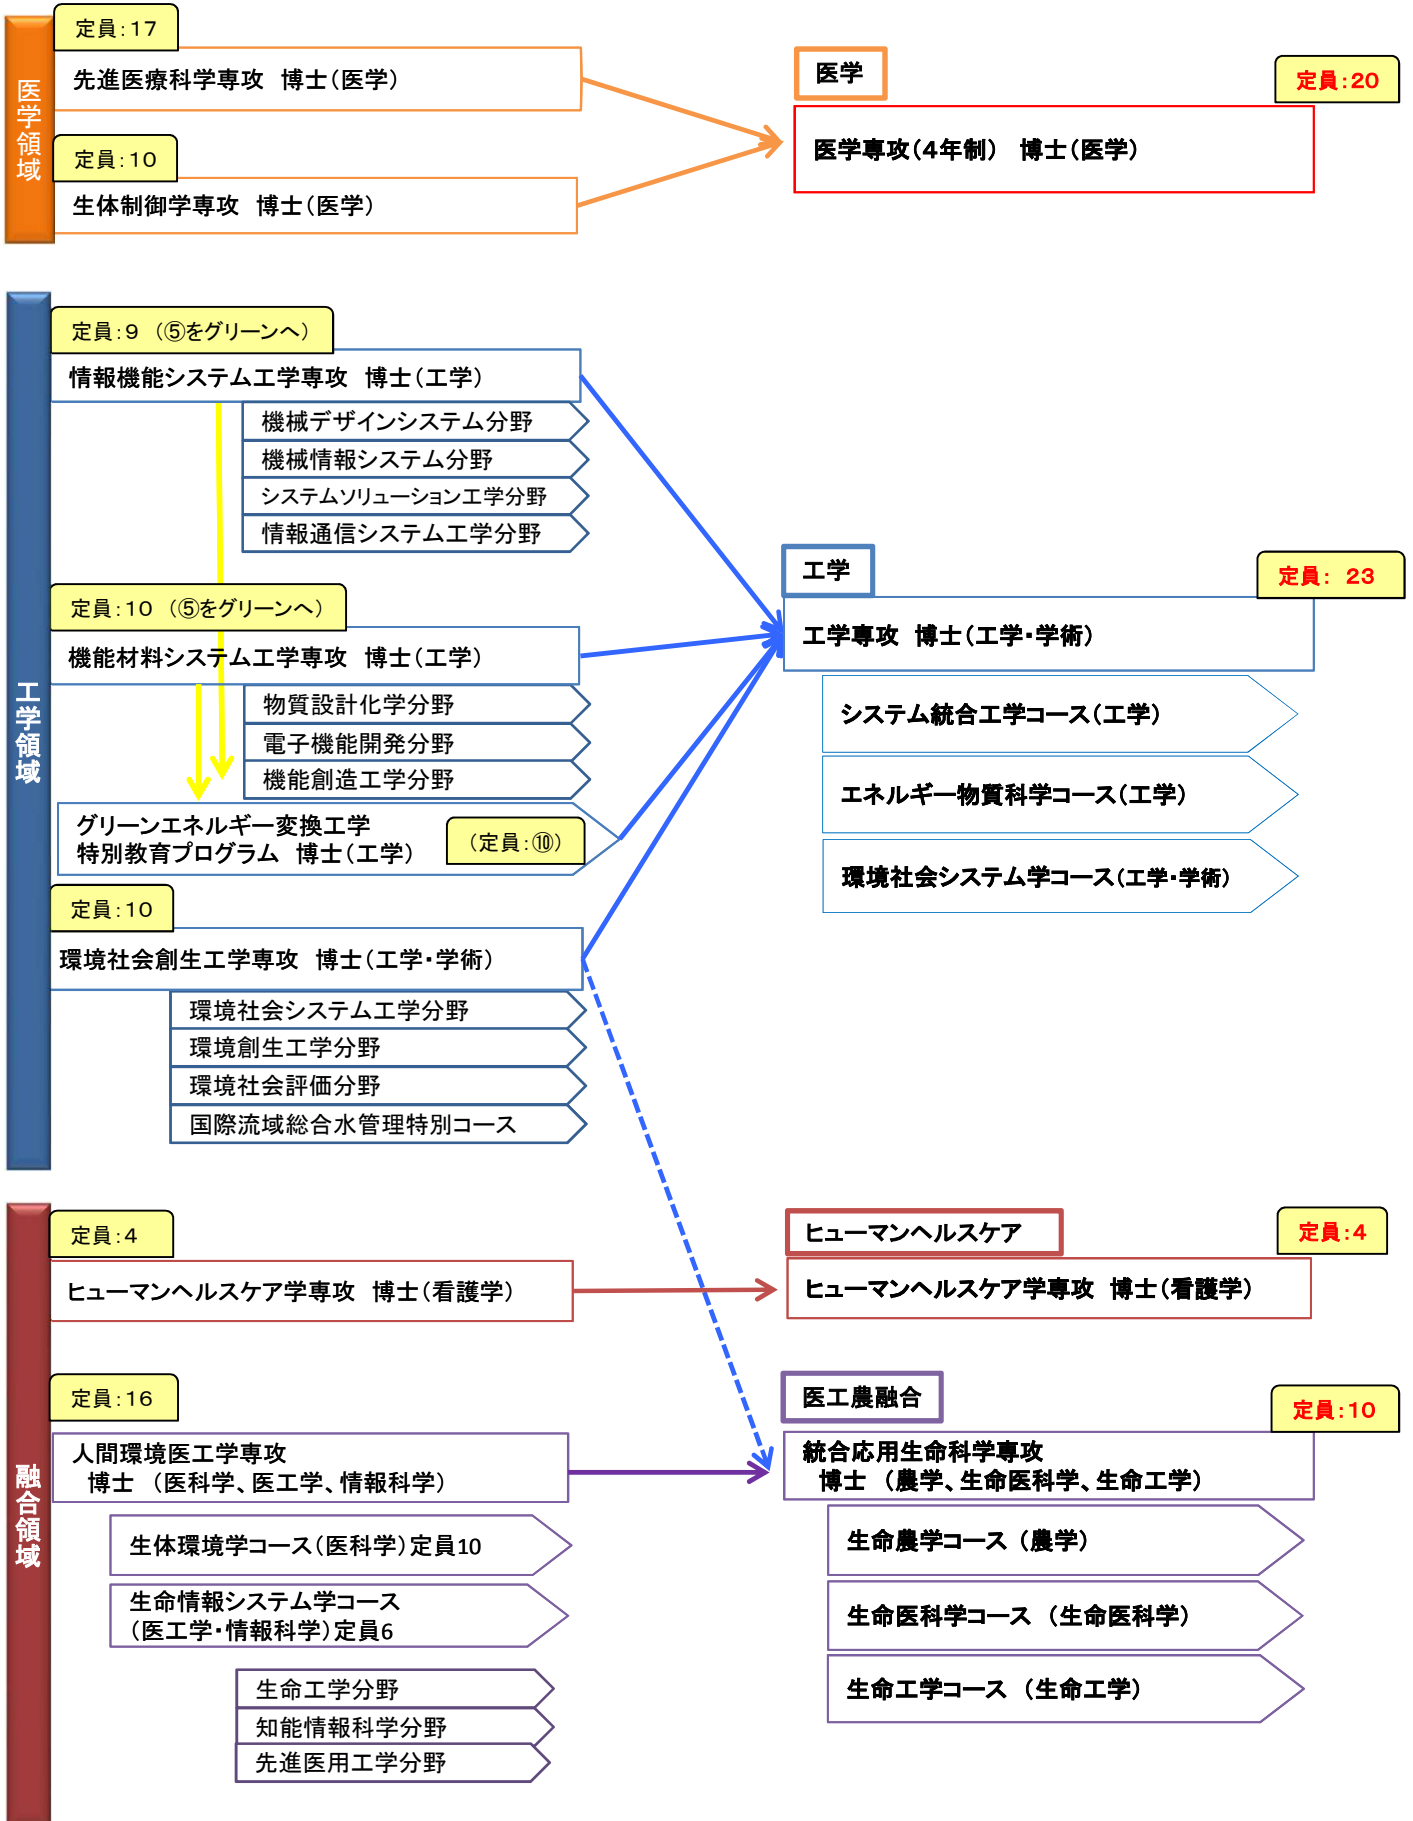 医学領域
定員:17
先進医療科学専攻 博士(医学)
定員:10
生体制御学専攻 博士(医学)
医学
定員:20
医学専攻(4年制) 博士(医学)
工学領域
定員:9 (⑤をグリーンへ)
情報機能システム工学専攻 博士(工学)
機械デザインシステム分野
機械情報システム分野
システムソリューション工学分野
情報通信システム工学分野
定員:10 (⑤をグリーンへ)
機能材料システム工学専攻 博士(工学)
物質設計化学分野
電子機能開発分野
機能創造工学分野
グリーンエネルギー変換工学
特別教育プログラム 博士(工学)
(定員:⑩)
定員:10
環境社会創生工学専攻 博士(工学・学術)
環境社会システム工学分野
環境創生工学分野
環境社会評価分野
国際流域総合水管理特別コース
工学
定員: 23
工学専攻 博士(工学・学術)
システム統合工学コース(工学)
エネルギー物質科学コース(工学)
環境社会システム学コース(工学・学術)
融合領域
定員:4
ヒューマンヘルスケア学専攻 博士(看護学)
ヒューマンヘルスケア
定員:4
ヒューマンヘルスケア学専攻 博士(看護学)
定員:16
人間環境医工学専攻
博士 (医科学、医工学、情報科学)
生体環境学コース(医科学)定員10
生命情報システム学コース
(医工学・情報科学)定員6
生命工学分野
知能情報科学分野
先進医用工学分野
医工農融合
定員:10
統合応用生命科学専攻
博士 (農学、生命医科学、生命工学)
生命農学コース (農学)
生命医科学コース (生命医科学)
生命工学コース (生命工学)